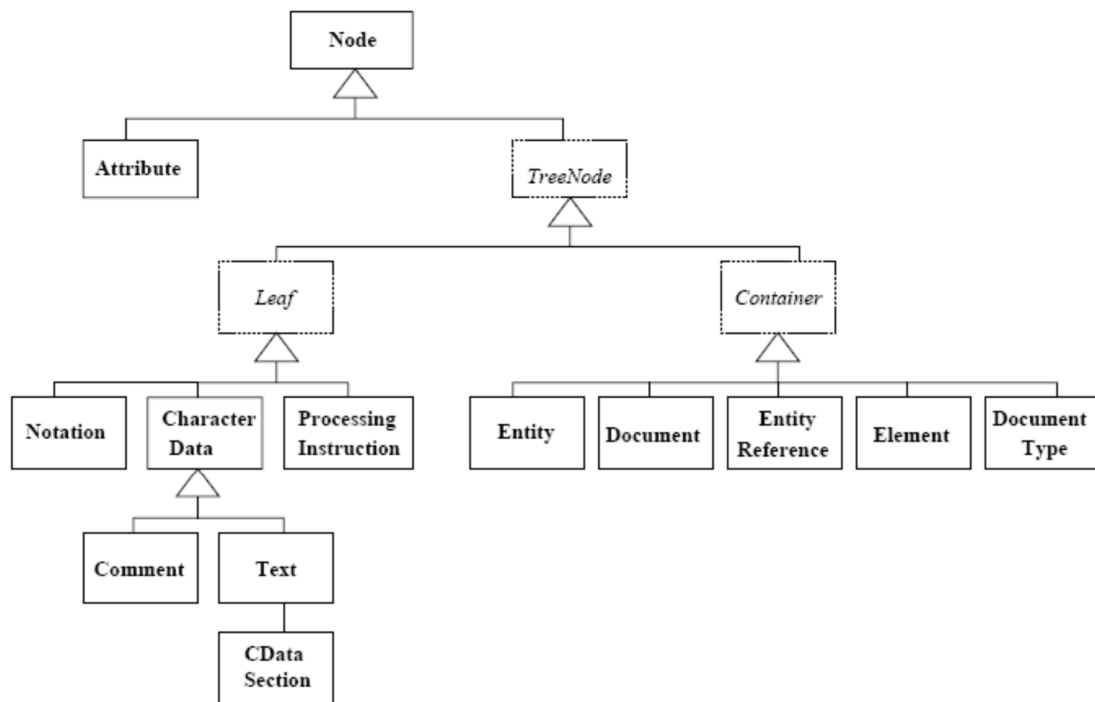 Node
Attribute
TreeNode
Leaf
Container
Notation
Character
Data
Processing
Instruction
Entity
Document
Entity
Reference
Element
Document
Type
Comment
Text
CData
Section